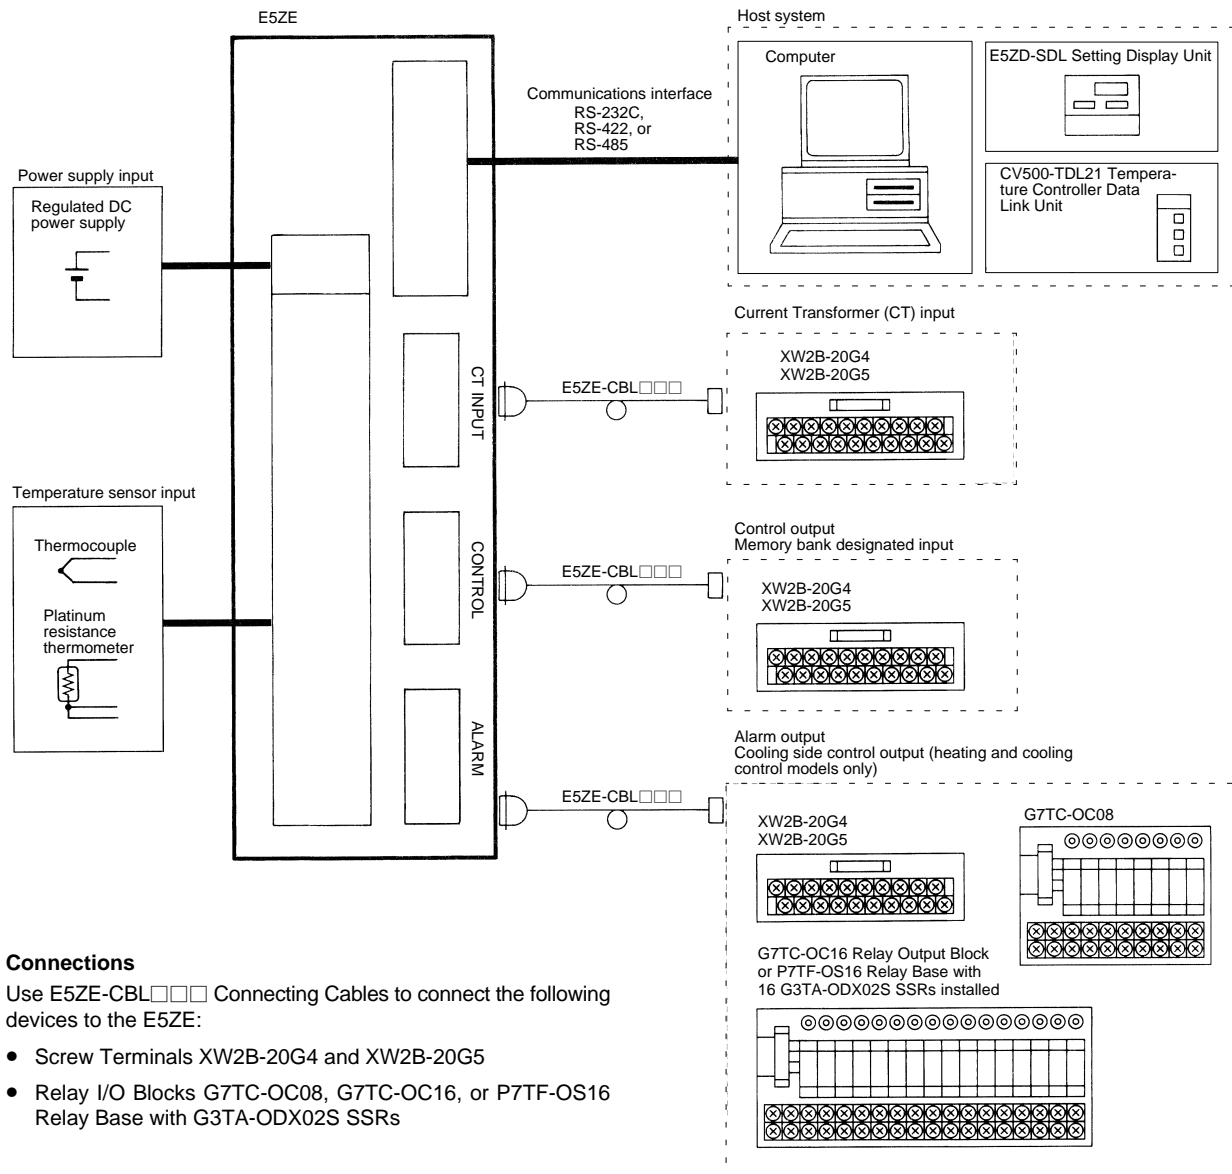 E5ZE
Host system
Computer
E5ZD-SDL Setting Display Unit
Communications interface
RS-232C,
RS-422, or
RS-485
CV500-TDL21 Tempera-
ture Controller Data
Link Unit
Power supply input
Regulated DC
power supply
Current Transformer (CT) input
XW2B-20G4
XW2B-20G5
CT INPUT
E5ZE-CBL□□□
Temperature sensor input
Thermocouple
Platinum
resistance
thermometer
Control output
Memory bank designated input
XW2B-20G4
XW2B-20G5
CONTROL
E5ZE-CBL□□□
Alarm output
Cooling side control output (heating and cooling
control models only)
ALARM
E5ZE-CBL□□□
XW2B-20G4
XW2B-20G5
G7TC-OC08
G7TC-OC16 Relay Output Block
or P7TF-OS16 Relay Base with
16 G3TA-ODX02S SSRs installed
Connections
Use E5ZE-CBL□□□ Connecting Cables to connect the following
devices to the E5ZE:
• Screw Terminals XW2B-20G4 and XW2B-20G5
• Relay I/O Blocks G7TC-OC08, G7TC-OC16, or P7TF-OS16
Relay Base with G3TA-ODX02S SSRs